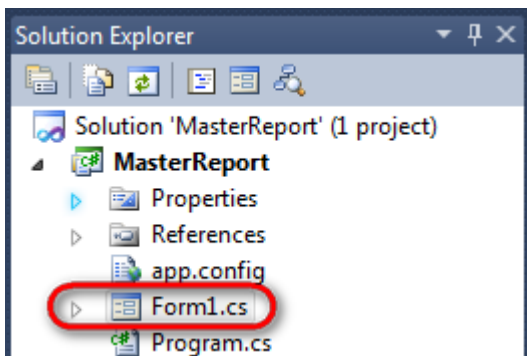 Solution Explorer
Solution 'MasterReport' (1 project)
MasterReport
Properties
References
app.config
Form1.cs
Program.cs